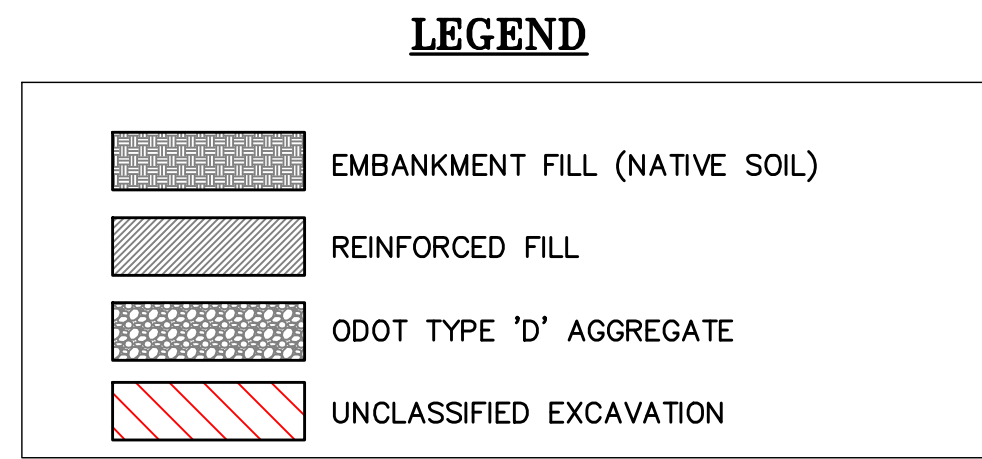 LEGEND
EMBANKMENT FILL (NATIVE SOIL)
REINFORCED FILL
ODOT TYPE 'D' AGGREGATE
UNCLASSIFIED EXCAVATION